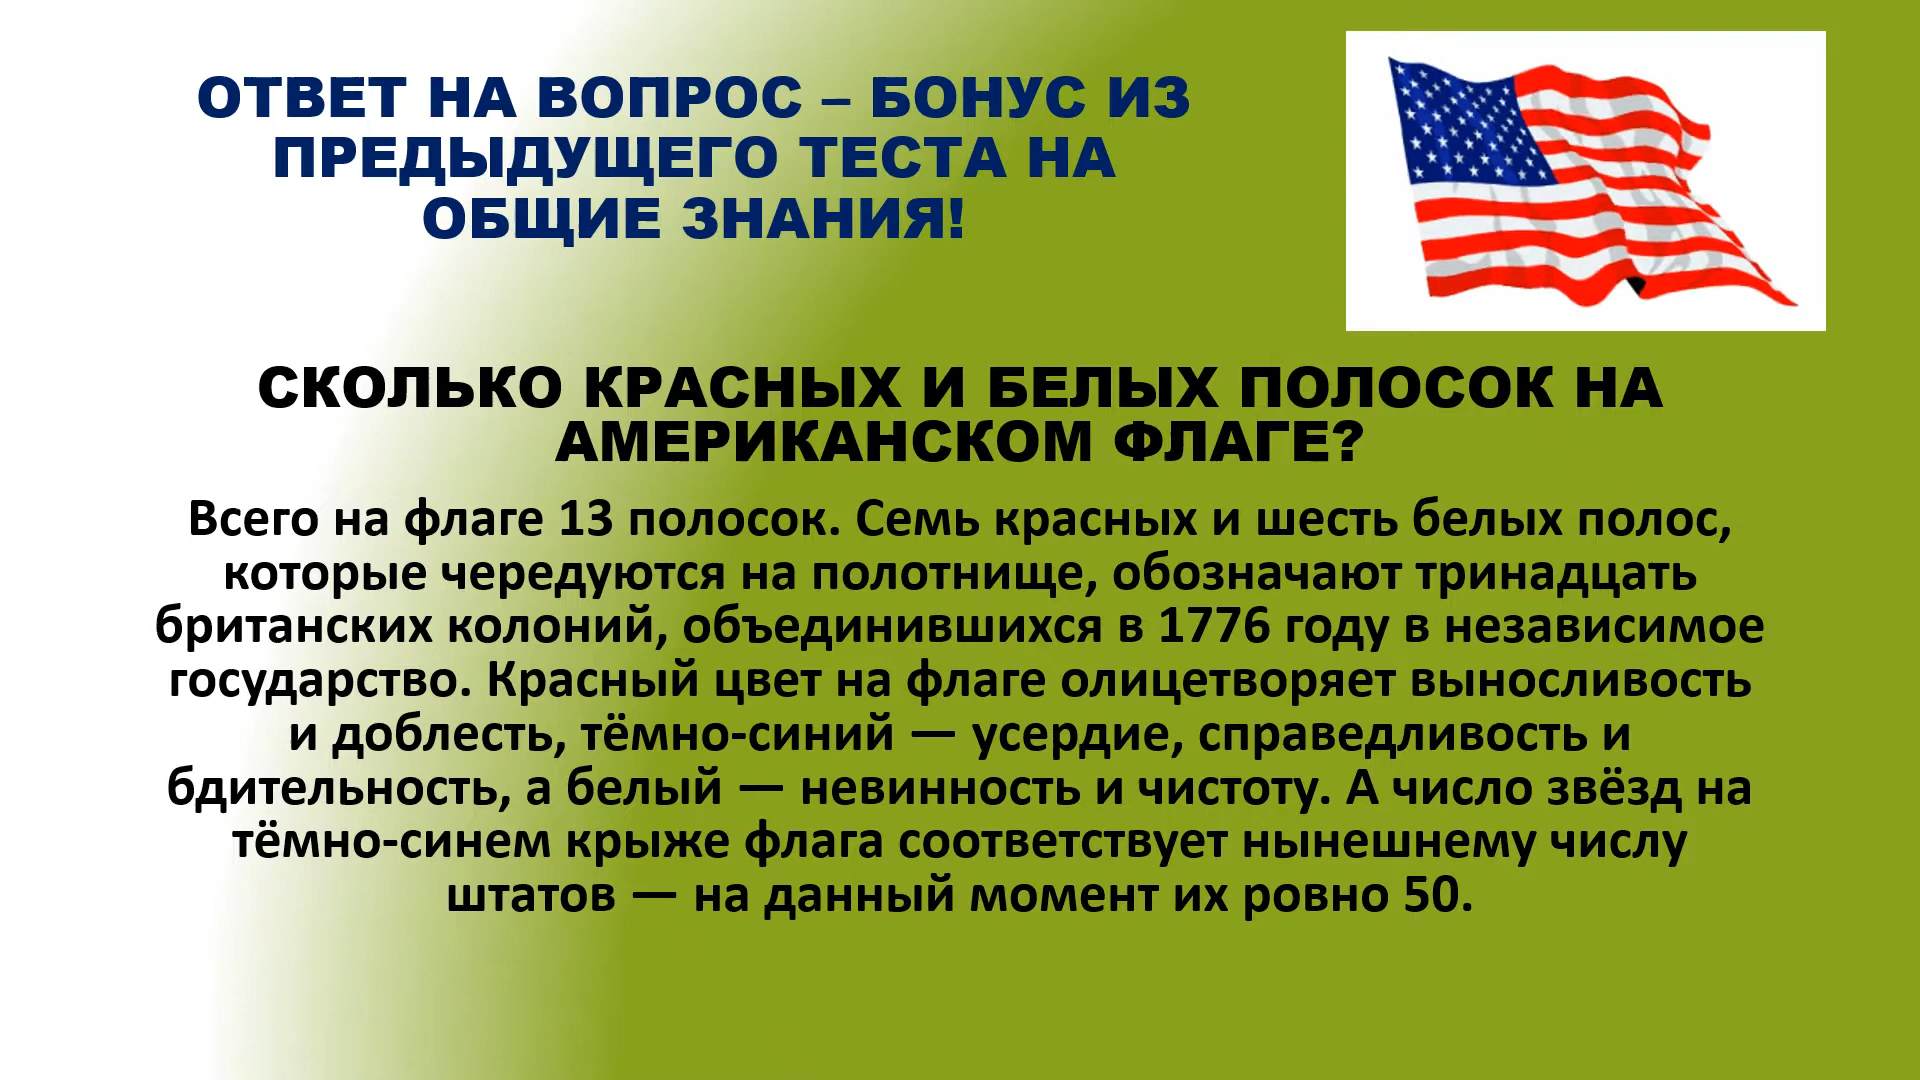 ОТВЕТ НА ВОПРОС – БОНУС ИЗ
ПРЕДЫДУЩЕГО ТЕСТА НА
ОБЩИЕ ЗНАНИЯ!
СКОЛЬКО КРАСНЫХ И БЕЛЫХ ПОЛОСОК НА
АМЕРИКАНСКОМ ФЛАГЕ?
Всего на флаге 13 полосок. Семь красных и шесть белых полос,
которые чередуются на полотнище, обозначают тринадцать
британских колоний, объединившихся в 1776 году в независимое
государство. Красный цвет на флаге олицетворяет выносливость
и доблесть, тёмно-синий — усердие, справедливость и
бдительность, а белый — невинность и чистоту. А число звёзд на
тёмно-синем крыже флага соответствует нынешнему числу
штатов — на данный момент их ровно 50.